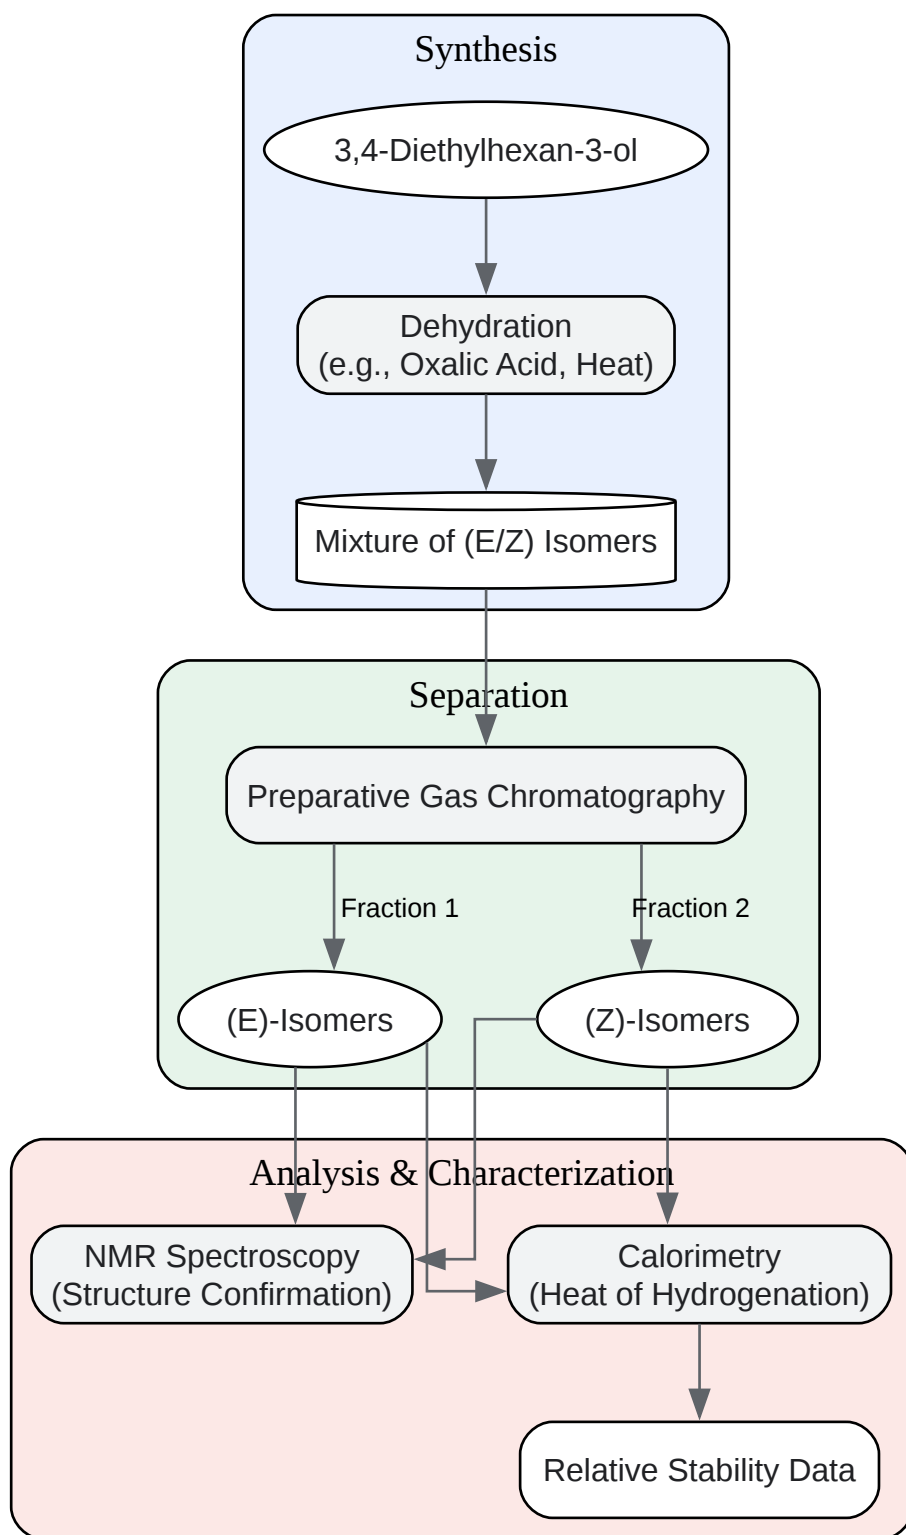 Synthesis
3,4-Diethylhexan-3-ol
Dehydration
(e.g., Oxalic Acid, Heat)
Mixture of (E/Z) Isomers
Separation
Preparative Gas Chromatography
Fraction 1
Fraction 2
(E)-Isomers
(Z)-Isomers
Analysis & Characterization
NMR Spectroscopy
(Structure Confirmation)
Calorimetry
(Heat of Hydrogenation)
Relative Stability Data